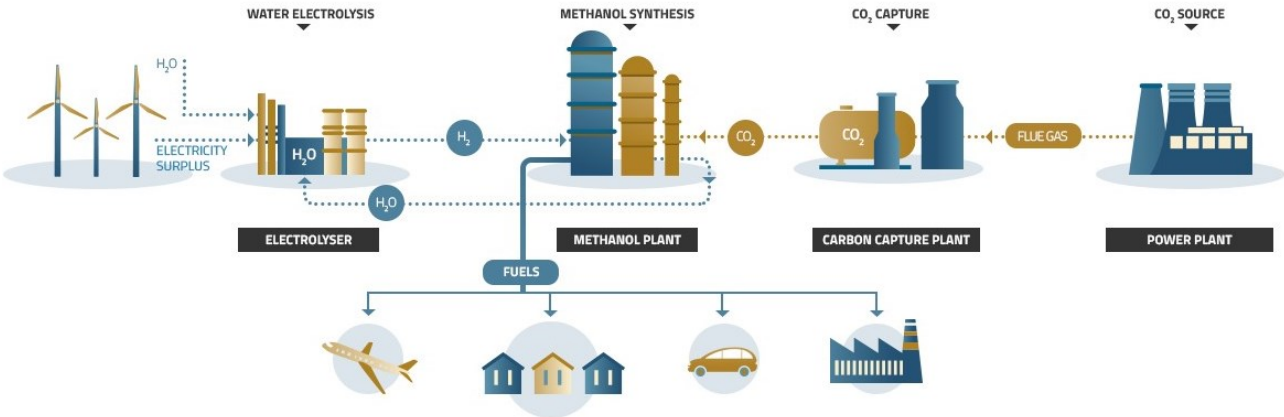 WATER ELECTROLYSIS
METHANOL SYNTHESIS
CO₂ CAPTURE
CO₂ SOURCE
H₂O
ELECTRICITY
SURPLUS
H₂O
H₂
CO₂
CO₂
FLUE GAS
H₂O
ELECTROLYSER
METHANOL PLANT
CARBON CAPTURE PLANT
POWER PLANT
FUELS